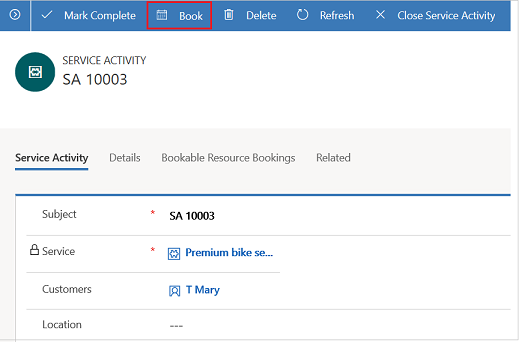 Mark Complete Book Delete Refresh Close Service Activity
SERVICE ACTIVITY
SA 10003
Service Activity Details Bookable Resource Bookings Related
Subject * SA 10003
Service * Premium bike se...
Customers T Mary
Location ---